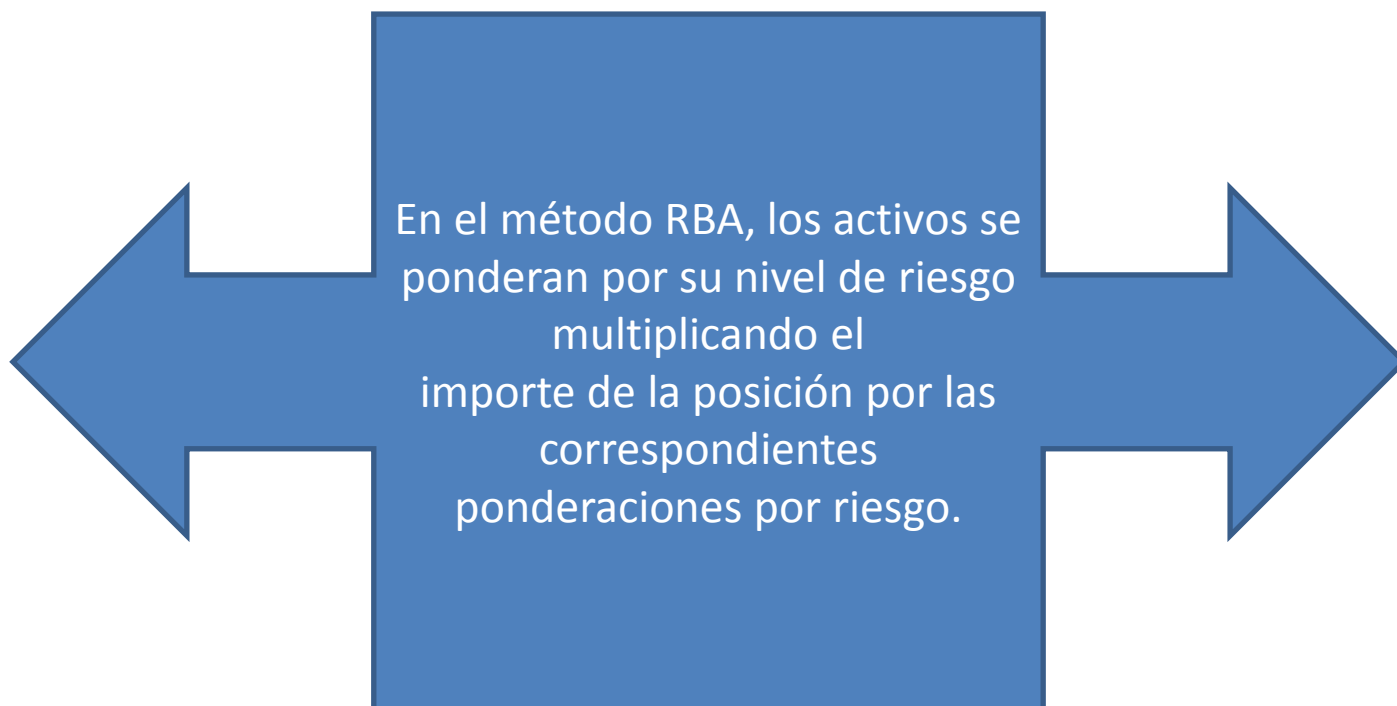 En el método RBA, los activos se
ponderan por su nivel de riesgo
multiplicando el
importe de la posición por las
correspondientes
ponderaciones por riesgo.